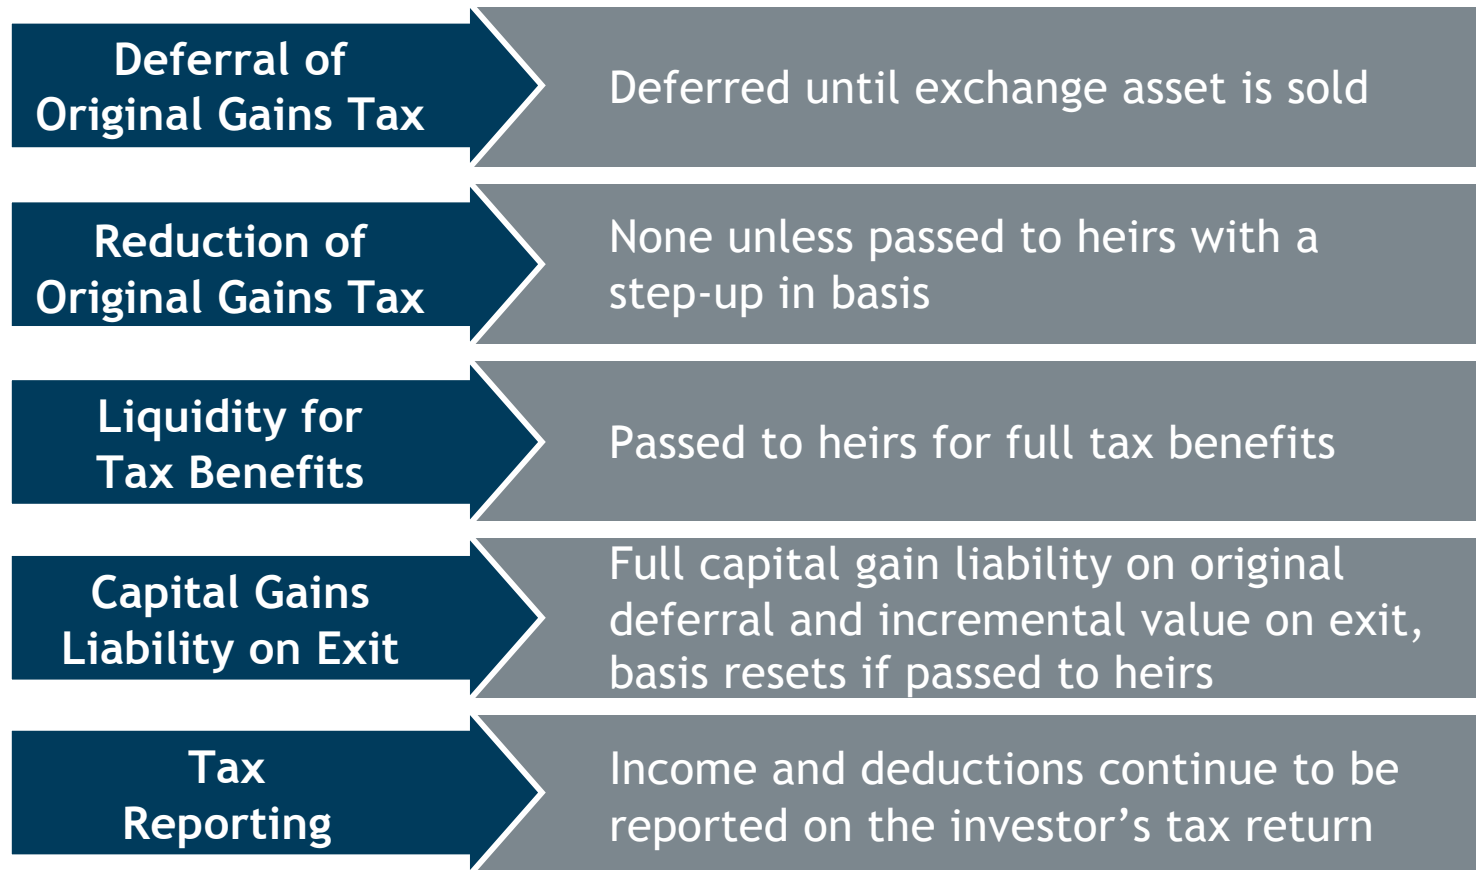 Deferral of
Original Gains Tax
Deferred until exchange asset is sold
Reduction of
Original Gains Tax
None unless passed to heirs with a
step-up in basis
Liquidity for
Tax Benefits
Passed to heirs for full tax benefits
Capital Gains
Liability on Exit
Full capital gain liability on original
deferral and incremental value on exit,
basis resets if passed to heirs
Tax
Reporting
Income and deductions continue to be
reported on the investor’s tax return